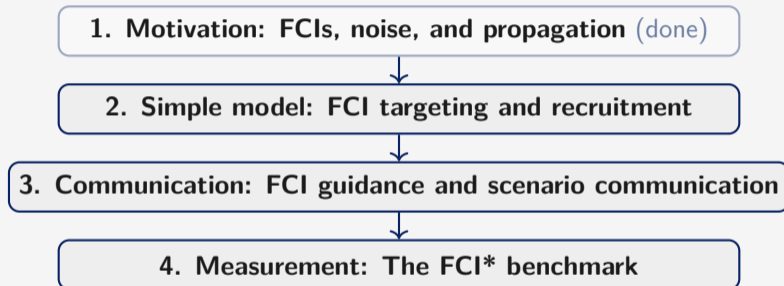 1. Motivation: FCIs, noise, and propagation (done)
2. Simple model: FCI targeting and recruitment
3. Communication: FCI guidance and scenario communication
4. Measurement: The FCI* benchmark